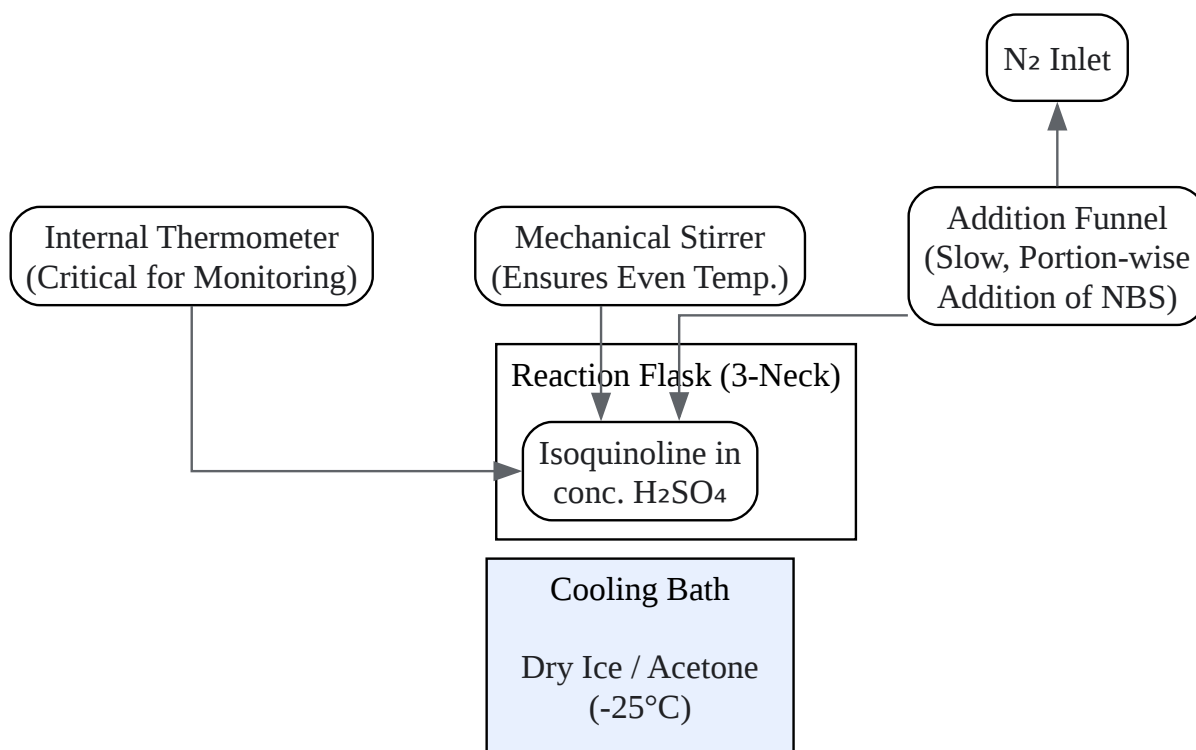 N₂ Inlet
Internal Thermometer
(Critical for Monitoring)
Mechanical Stirrer
(Ensures Even Temp.)
Addition Funnel
(Slow, Portion-wise
Addition of NBS)
Reaction Flask (3-Neck)
Isoquinoline in
conc. H₂SO₄
Cooling Bath
Dry Ice / Acetone
(-25°C)